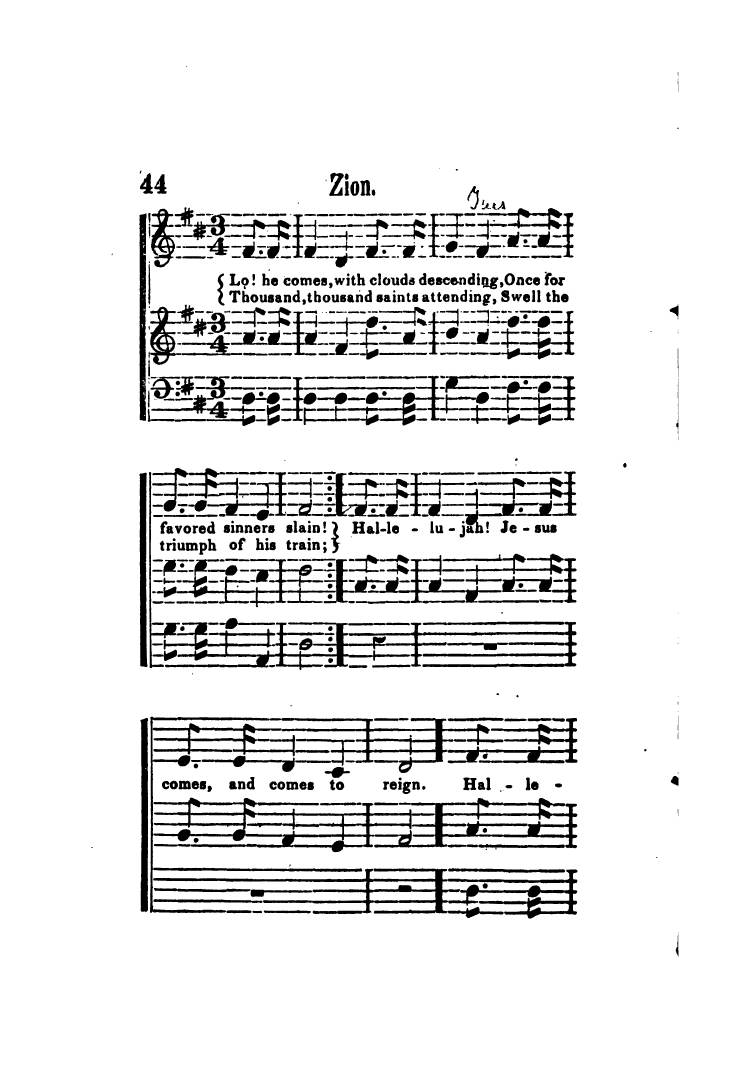 44 Zion.
Lo! he comes, with clouds descending, Once for
Thousand, thousand saints attending, Swell the
favored sinners slain! Hal-le - lu - jah! Je - sus
triumph of his train;
comes, and comes to reign. Hal - le -